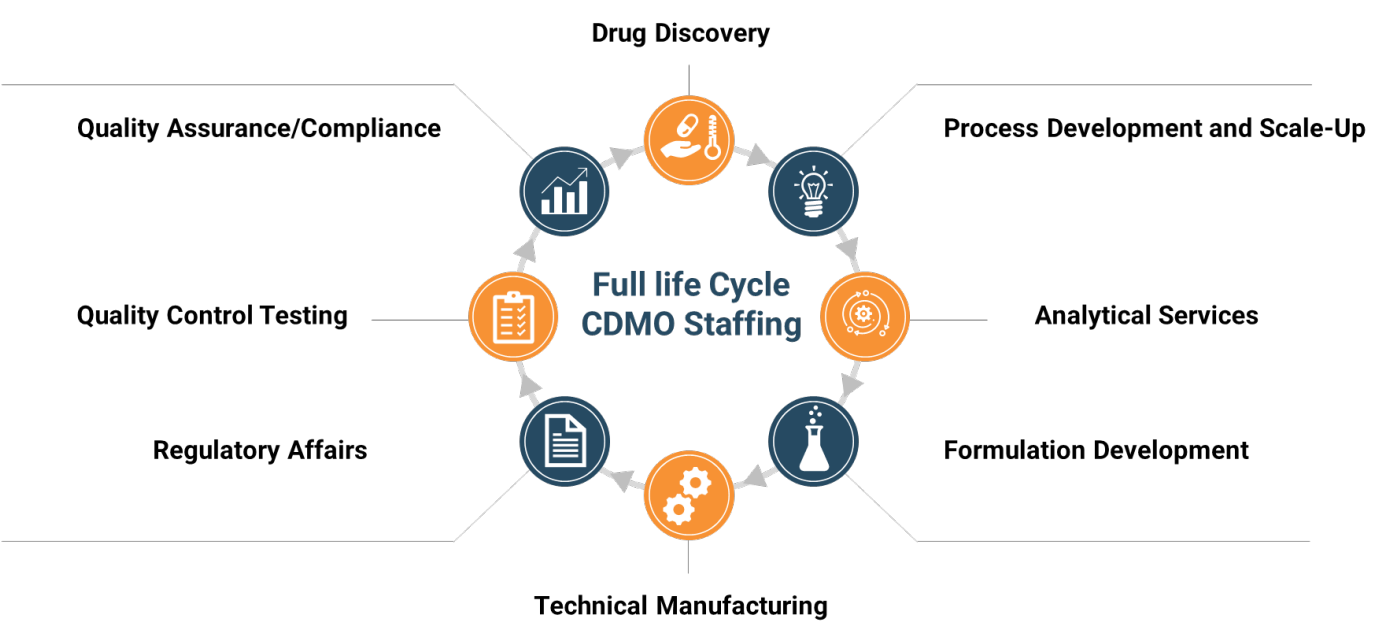 Drug Discovery
Quality Assurance/Compliance
Process Development and Scale-Up
Full life Cycle
CDMO Staffing
Quality Control Testing
Analytical Services
Regulatory Affairs
Formulation Development
Technical Manufacturing